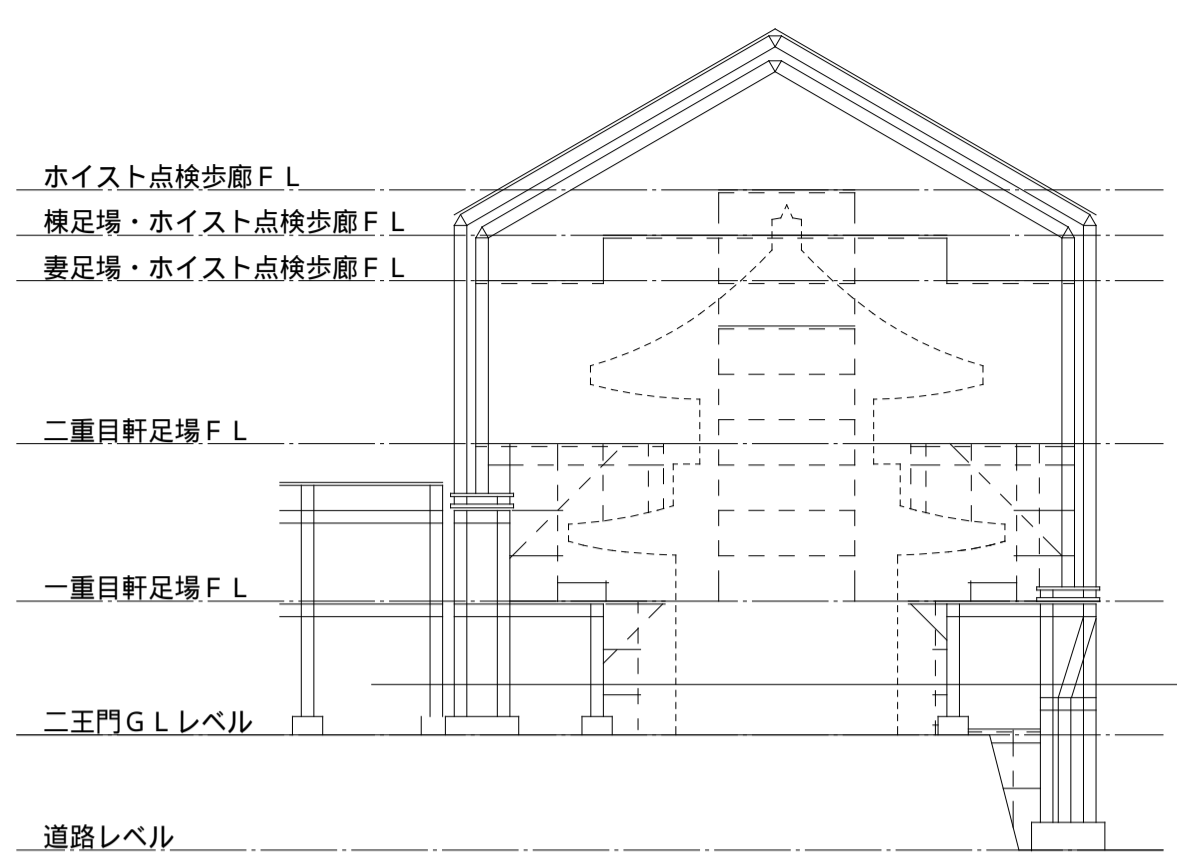 ホイスト点検歩廊ＦＬ
棟足場・ホイスト点検歩廊ＦＬ
妻足場・ホイスト点検歩廊ＦＬ
二重目軒足場ＦＬ
一重目軒足場ＦＬ
二王門ＧＬレベル
道路レベル